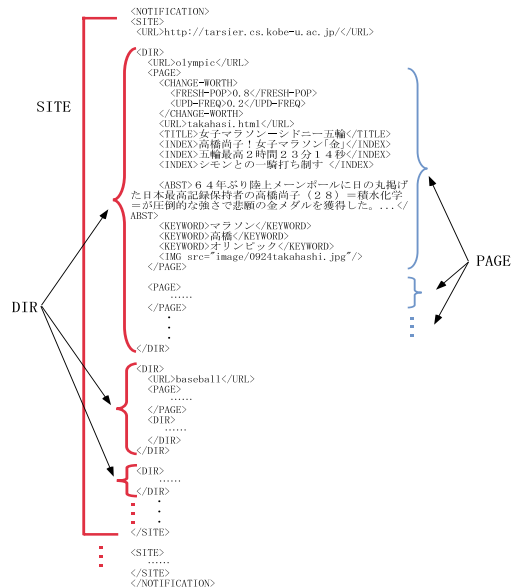 <NOTIFICATION>
<SITE>
<URL>http://tarsier.cs.kobe-u.ac.jp/</URL>
<DIR>
<URL>olympic</URL>
<PAGE>
<CHANGE-WORTH>
<FRESH-POP>0.8</FRESH-POP>
<UPD-FREQ>0.2</UPD-FREQ>
</CHANGE-WORTH>
<URL>takahasi.html</URL>
<TITLE>女子マラソンーシドニー五輪</TITLE>
<INDEX>高橋尚子！女子マラソン「金」</INDEX>
<INDEX>五輪最高２時間２３分１４秒</INDEX>
<INDEX>シモンとの一騎打ち制す </INDEX>
<ABST>６４年ぶり陸上メーンポールに日の丸掲げ
た日本最高記録保持者の高橋尚子（２８）＝積水化学
＝が圧倒的な強さで悲願の金メダルを獲得した。...</
ABST>
<KEYWORD>マラソン</KEYWORD>
<KEYWORD>高橋</KEYWORD>
<KEYWORD>オリンピック</KEYWORD>
<IMG src="image/0924takahashi.jpg"/>
</PAGE>
<PAGE>
......
</PAGE>
</DIR>
<DIR>
<URL>baseball</URL>
<PAGE>
......
</PAGE>
<DIR>
......
</DIR>
</DIR>
<DIR>
......
</DIR>
</SITE>
<SITE>
......
</SITE>
</NOTIFICATION>
SITE
DIR
PAGE